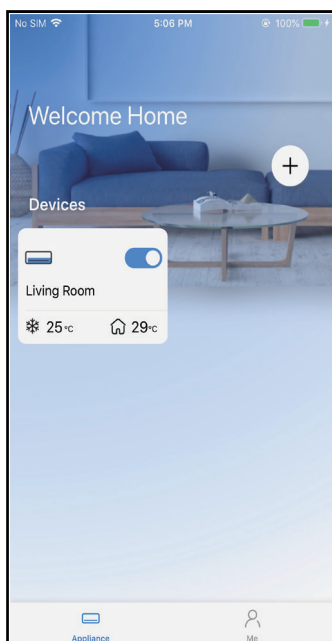 No SIM 5:06 PM 100%
Welcome Home
+
Devices
Living Room
25°C 29°C
Appliance Me